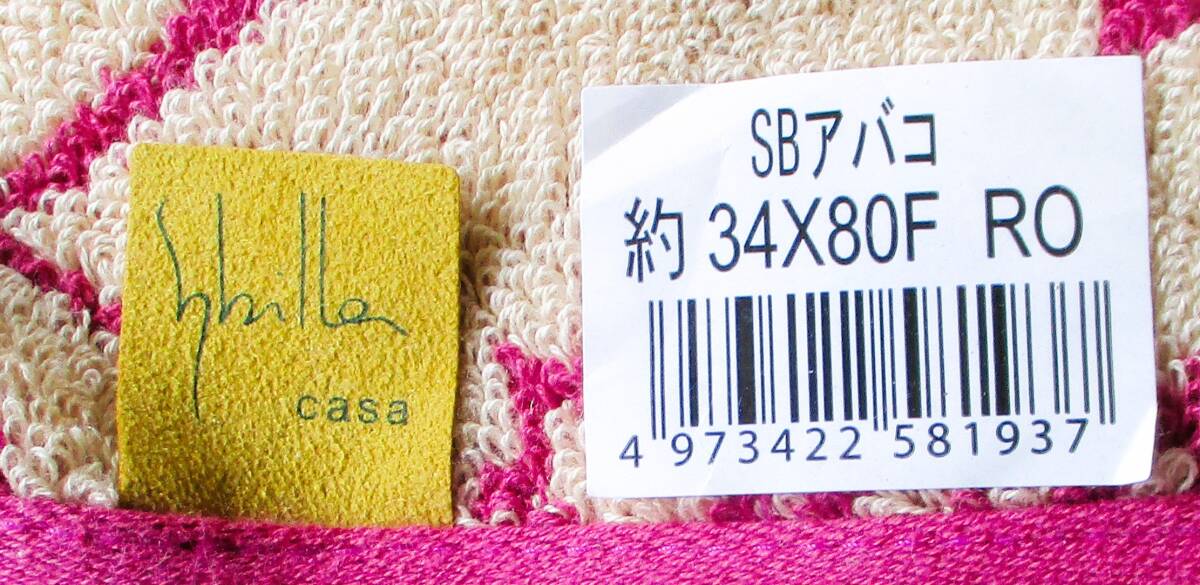 Sybilla
casa
SBアバコ
約 34X80F RO
4 973422 581937